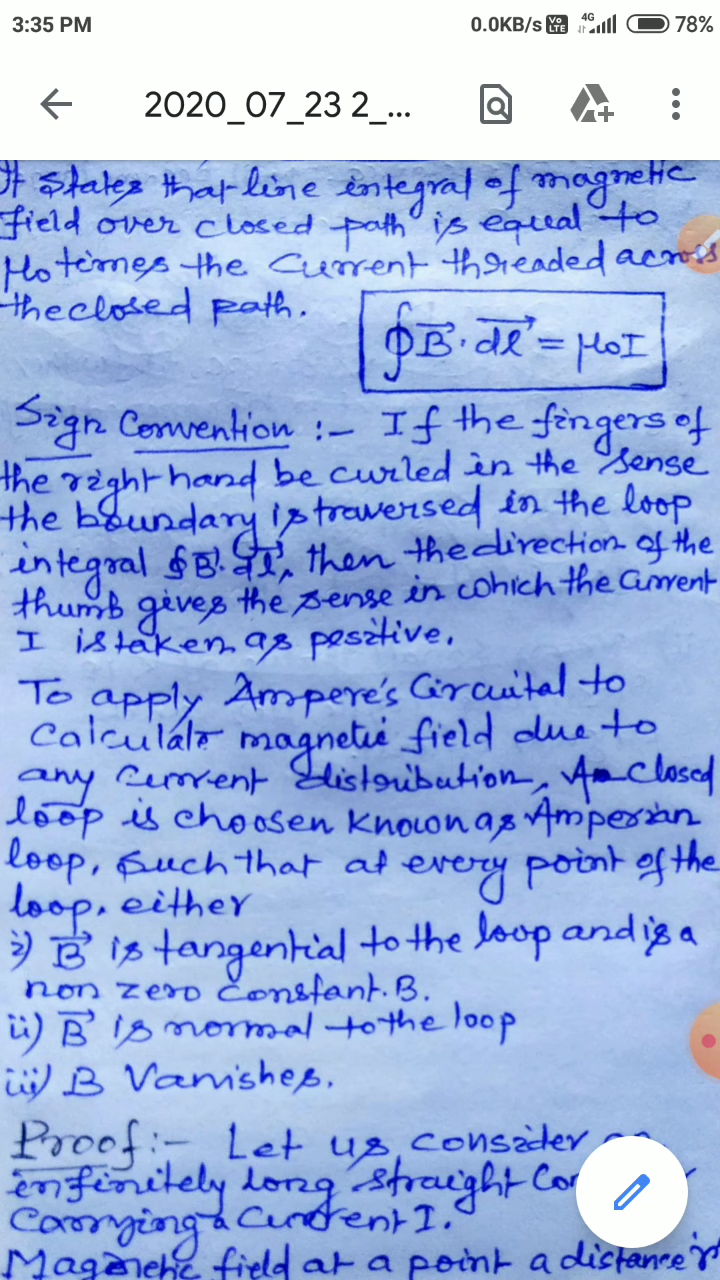 3:35 PM 0.0KB/s Vo LTE 4G 78%
2020_07_23 2_...
It states that line integral of magnetic
field over closed path is equal to
μ₀ times the current threaded across
the closed path.
∮B⃗·dl⃗ = μ₀I
Sign Convention :- If the fingers of
the right hand be curled in the sense
the boundary is traversed in the loop
integral ∮B⃗·dl⃗, then the direction of the
thumb gives the sense in which the current
I is taken as positive.
To apply Ampere's Circuital to
Calculate magnetic field due to
any current distribution, A closed
loop is choosen known as Amperian
loop, such that at every point of the
loop. either
i) B⃗ is tangential to the loop and is a
non zero constant. B.
ii) B⃗ is normal to the loop
iii) B Vanishes.
Proof :- Let us consider
infinitely long straight
Carrying a Current I.
Magnetic field at a point a distance r